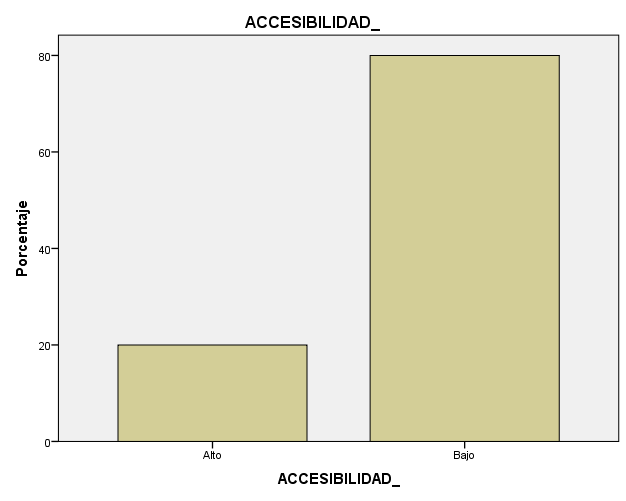 ACCESIBILIDAD_
Porcentaje
80
60
40
20
0
Alto
Bajo
ACCESIBILIDAD_